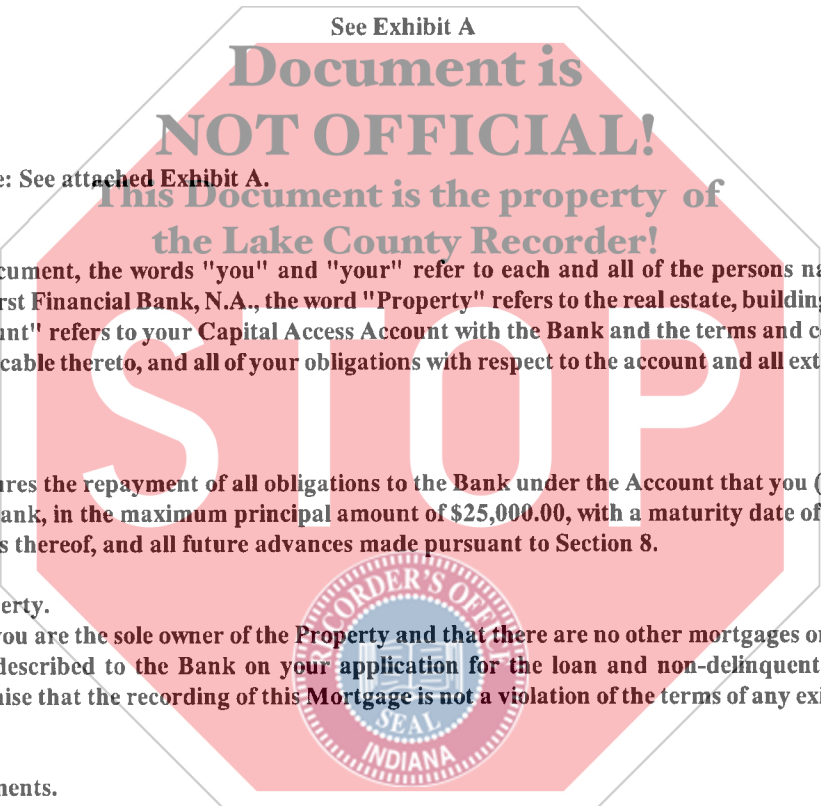 See Exhibit A
Document is
NOT OFFICIAL!
e: See attached Exhibit A.
This Document is the property of
the Lake County Recorder!
cument, the words "you" and "your" refer to each and all of the persons na
rst Financial Bank, N.A., the word "Property" refers to the real estate, building
unt" refers to your Capital Access Account with the Bank and the terms and c
cable thereto, and all of your obligations with respect to the account and all ext
STOP
ures the repayment of all obligations to the Bank under the Account that you (
ank, in the maximum principal amount of $25,000.00, with a maturity date of
s thereof, and all future advances made pursuant to Section 8.
erty.
you are the sole owner of the Property and that there are no other mortgages or
described to the Bank on your application for the loan and non-delinquent
nise that the recording of this Mortgage is not a violation of the terms of any exi
RECORDER'S OFFICE
SEAL
INDIANA
nents.